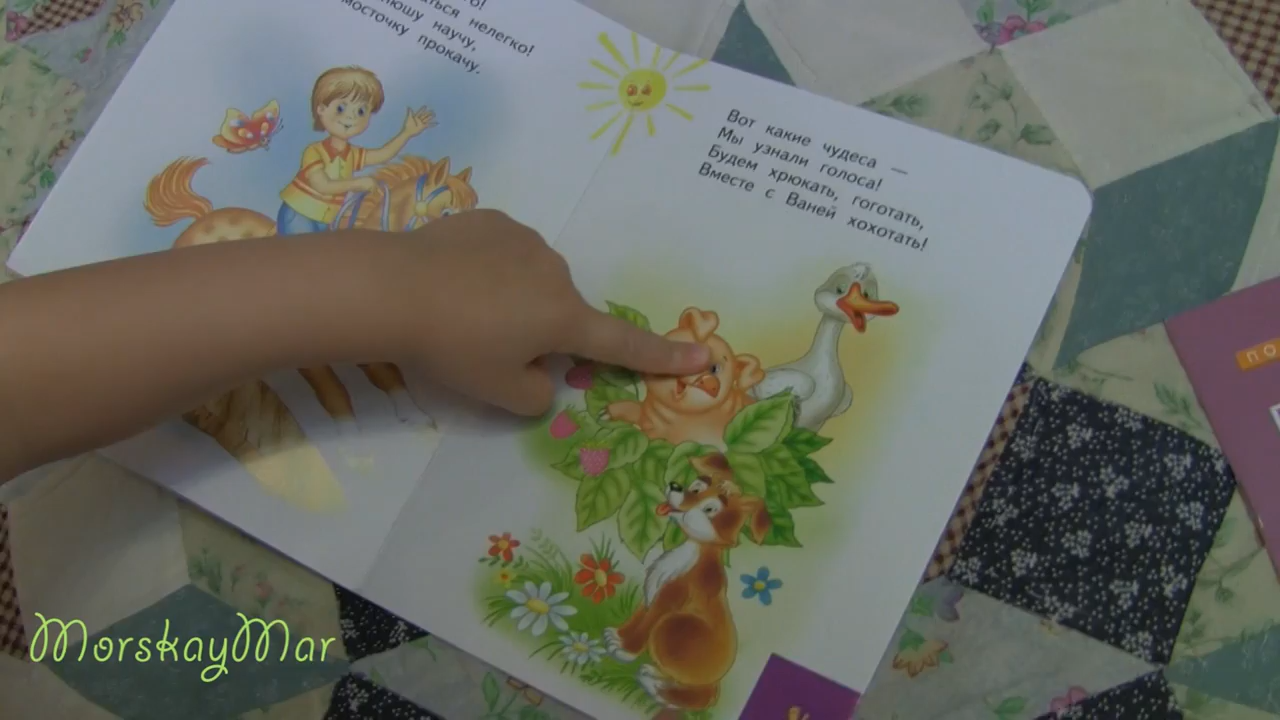 нелегко!
научу,
мосточку прокачу.
Вот какие чудеса —
Мы узнали голоса!
Будем хрюкать, гоготать,
Вместе с Ваней хохотать!
MorskayMar